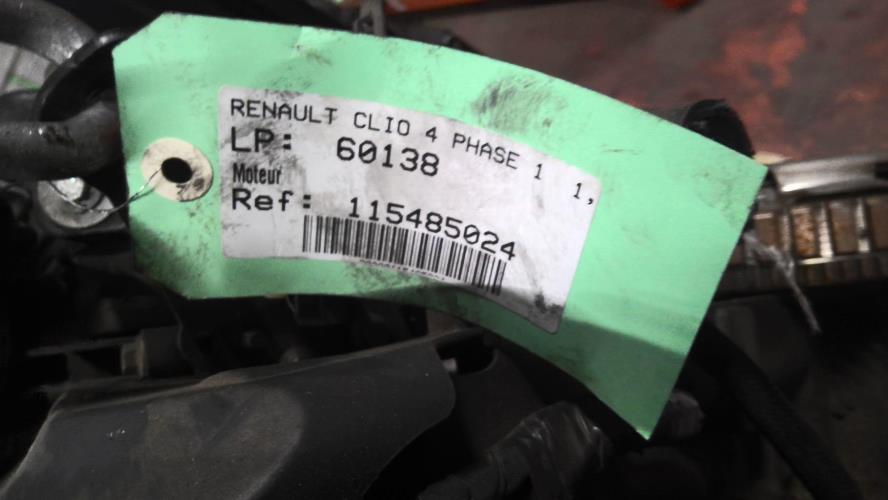 RENAULT CLIO 4 PHASE 1 1,
LP: 60138
Moteur
Ref: 115485024